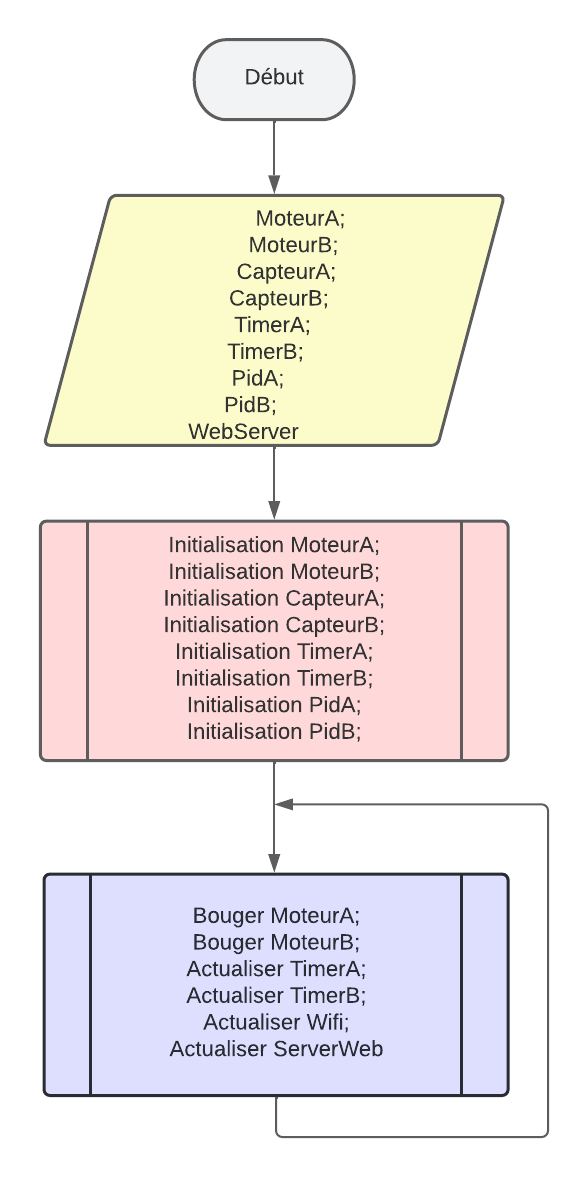 Début
MoteurA;
MoteurB;
CapteurA;
CapteurB;
TimerA;
TimerB;
PidA;
PidB;
WebServer
Initialisation MoteurA;
Initialisation MoteurB;
Initialisation CapteurA;
Initialisation CapteurB;
Initialisation TimerA;
Initialisation TimerB;
Initialisation PidA;
Initialisation PidB;
Bouger MoteurA;
Bouger MoteurB;
Actualiser TimerA;
Actualiser TimerB;
Actualiser Wifi;
Actualiser ServerWeb